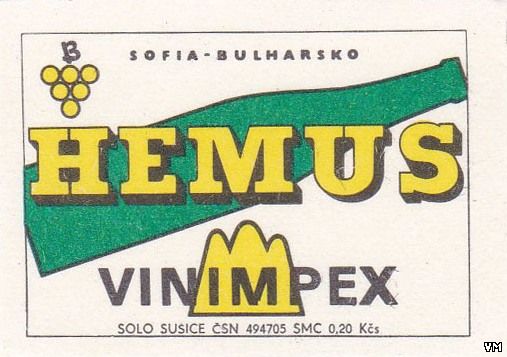 B
SOFIA-BULHARSKO
HEMUS
VINIMPEX
SOLO SUSICE ČSN 494705 SMC 0,20 Kčs
VM